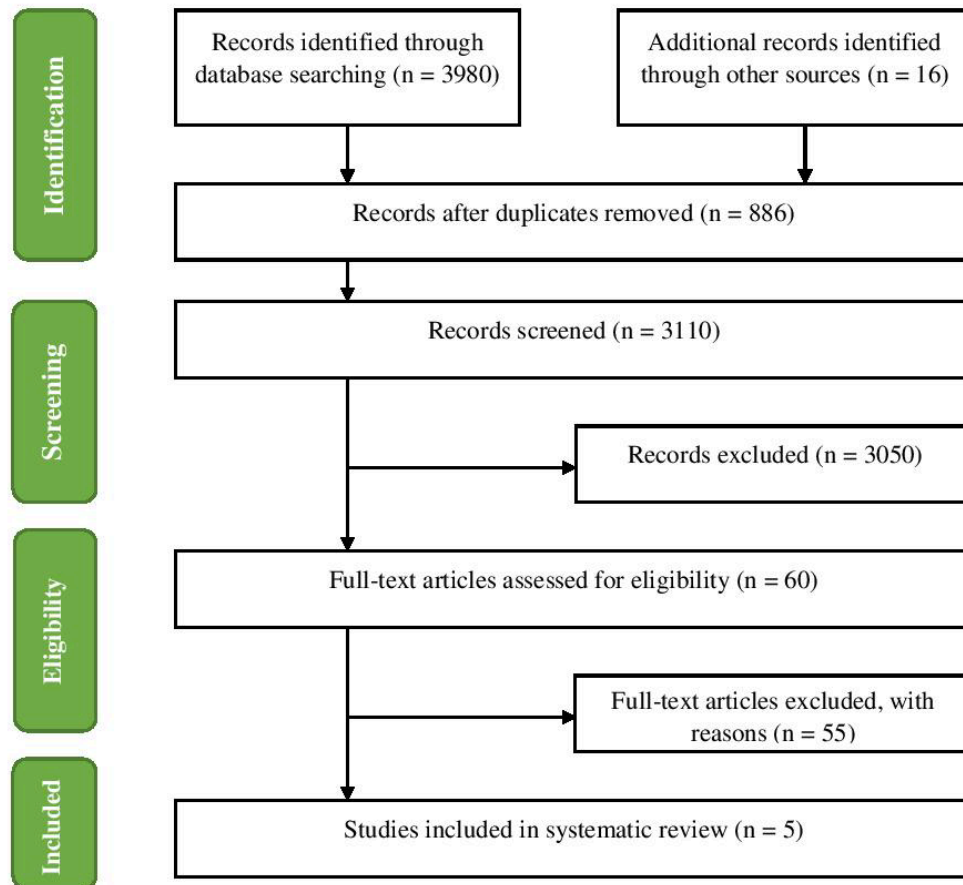 Identification
Records identified through
database searching (n = 3980)
Additional records identified
through other sources (n = 16)
Records after duplicates removed (n = 886)
Screening
Records screened (n = 3110)
Records excluded (n = 3050)
Eligibility
Full-text articles assessed for eligibility (n = 60)
Full-text articles excluded, with
reasons (n = 55)
Included
Studies included in systematic review (n = 5)